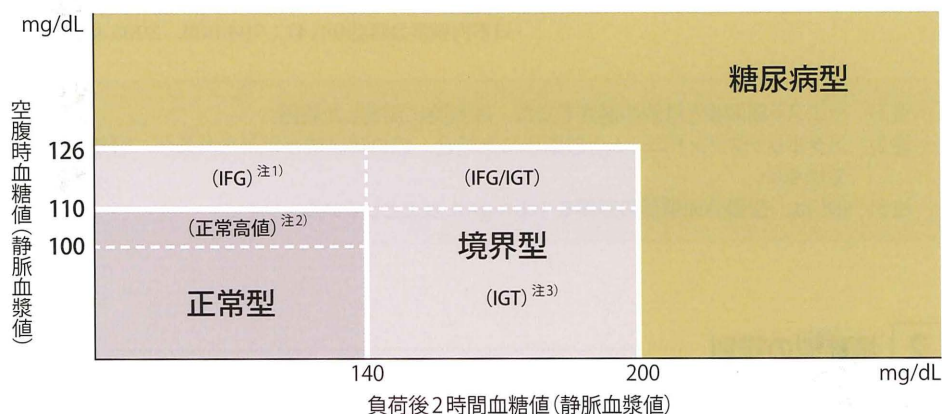 mg/dL
糖尿病型
空腹時血糖値(静脈血漿値)
126
(IFG)注1)
(IFG/IGT)
110
(正常高値)注2)
100
境界型
正常型
(IGT)注3)
140
200
mg/dL
負荷後2時間血糖値(静脈血漿値)